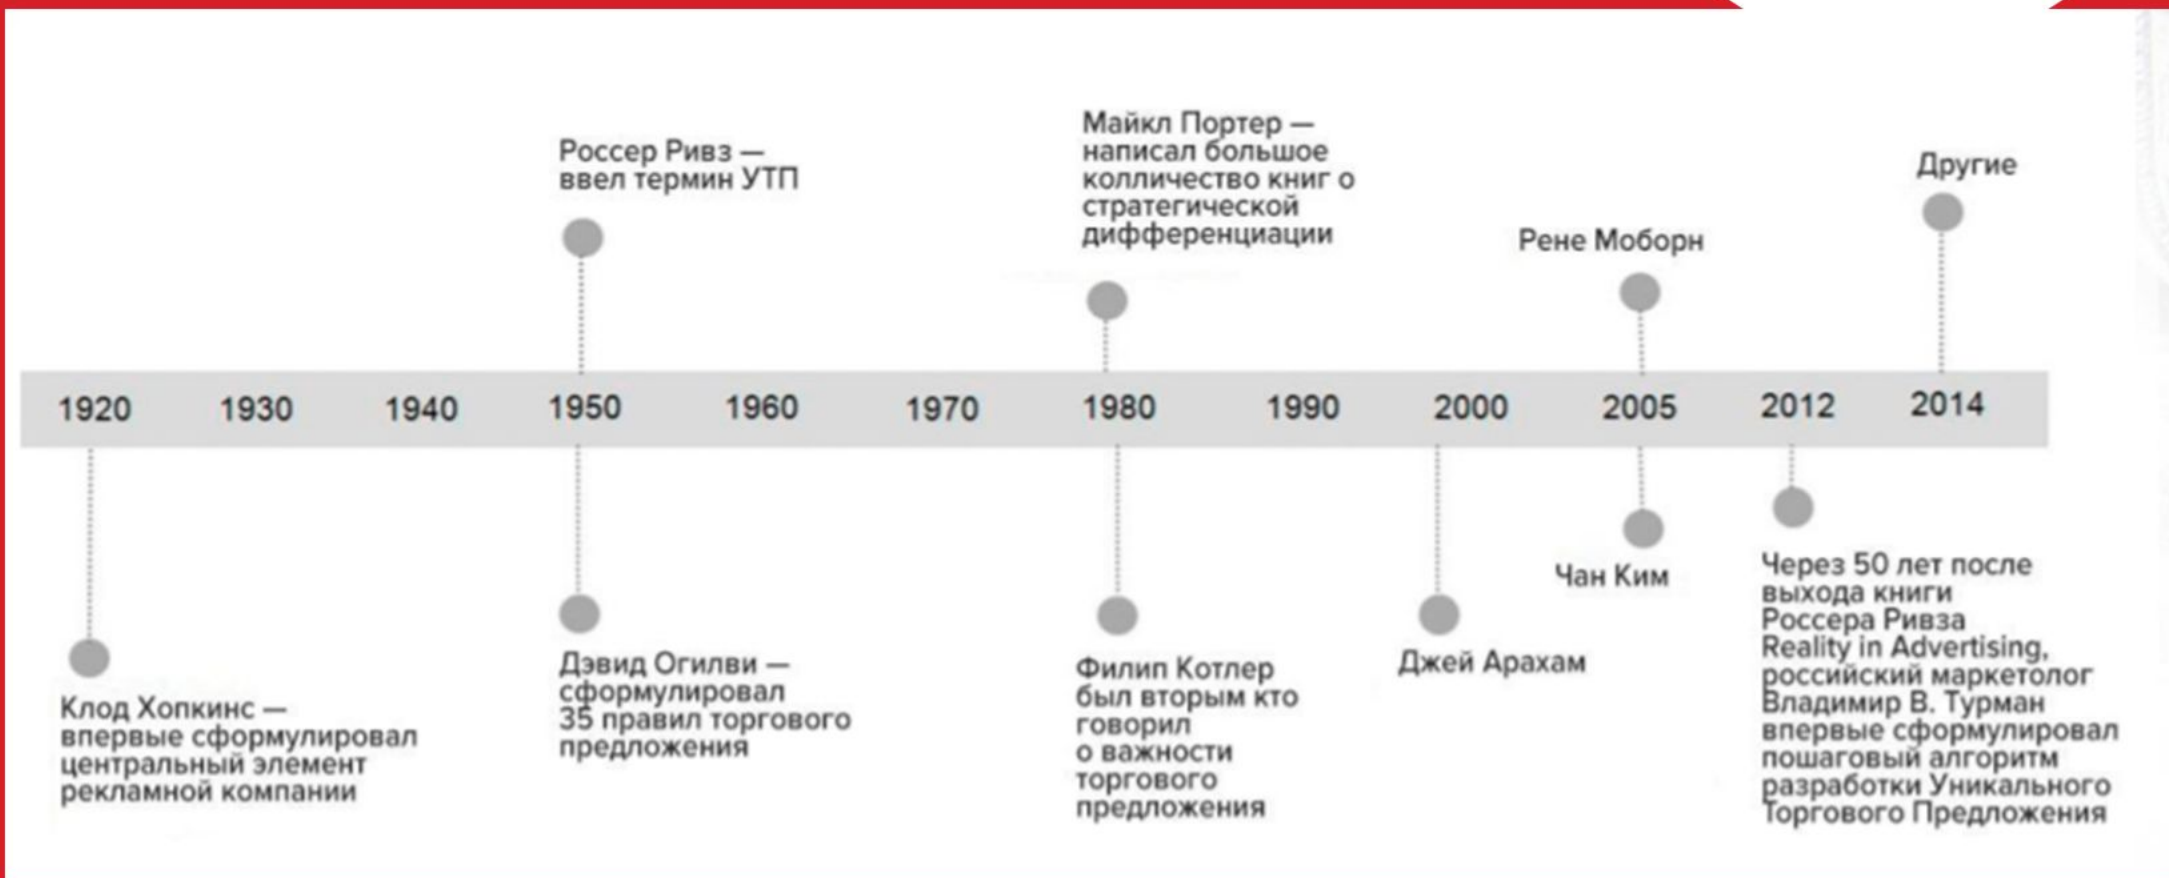 Россер Ривз —
ввел термин УТП
Майкл Портер —
написал большое
колличество книг о
стратегической
дифференциации
Рене Моборн
Другие
1920 1930 1940 1950 1960 1970 1980 1990 2000 2005 2012 2014
Клод Хопкинс —
впервые сформулировал
центральный элемент
рекламной компании
Дэвид Огилви —
сформулировал
35 правил торгового
предложения
Филип Котлер
был вторым кто
говорил
о важности
торгового
предложения
Джей Арахам
Чан Ким
Через 50 лет после
выхода книги
Россера Ривза
Reality in Advertising,
российский маркетолог
Владимир В. Турман
впервые сформулировал
пошаговый алгоритм
разработки Уникального
Торгового Предложения